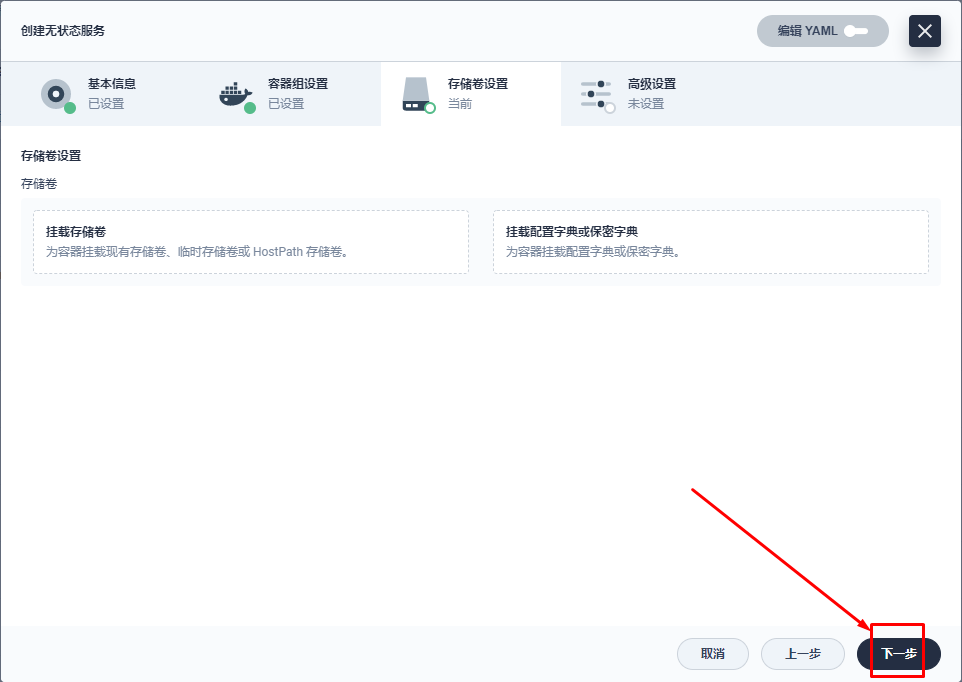 创建无状态服务
编辑 YAML
基本信息
已设置
容器组设置
已设置
存储卷设置
当前
高级设置
未设置
存储卷设置
存储卷
挂载存储卷
为容器挂载现有存储卷、临时存储卷或 HostPath 存储卷。
挂载配置字典或保密字典
为容器挂载配置字典或保密字典。
取消
上一步
下一步